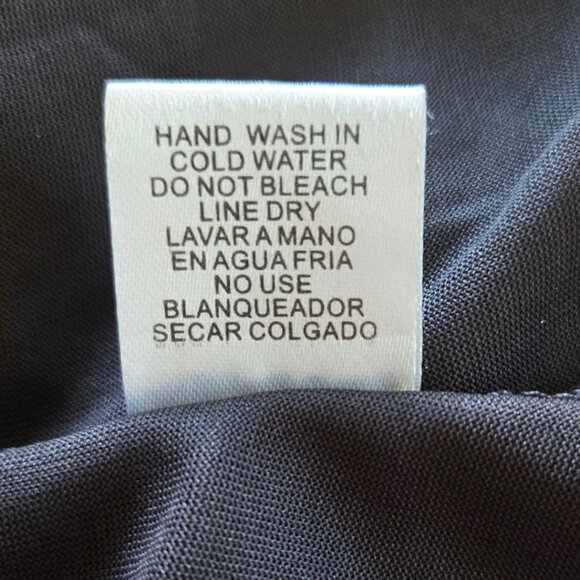 HAND WASH IN
COLD WATER
DO NOT BLEACH
LINE DRY
LAVAR A MANO
EN AGUA FRIA
NO USE
BLANQUEADOR
SECAR COLGADO